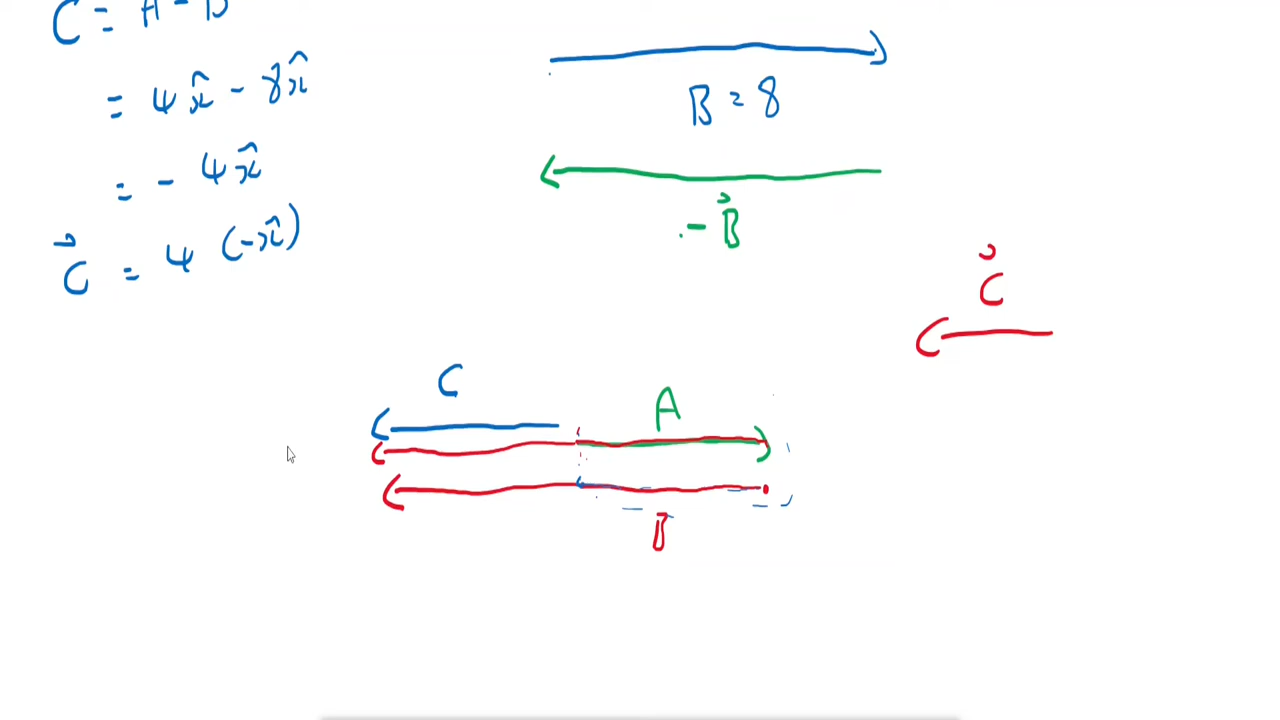 C = A - B
= 4x̂ - 8x̂
= - 4x̂
C⃗ = 4 (-x̂)
B = 8
- B⃗
C⃗
C
A
B